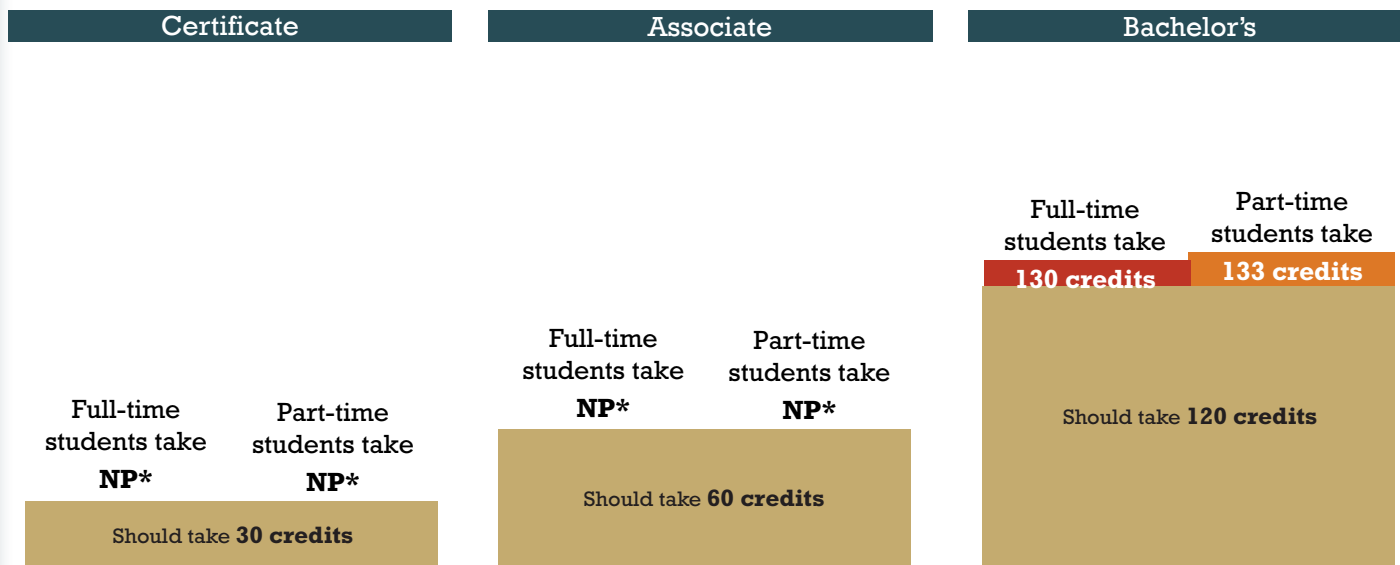 Certificate
Full-time
students take
NP*
Part-time
students take
NP*
Should take 30 credits
Associate
Full-time
students take
NP*
Part-time
students take
NP*
Should take 60 credits
Bachelor's
Full-time
students take
130 credits
Part-time
students take
133 credits
Should take 120 credits